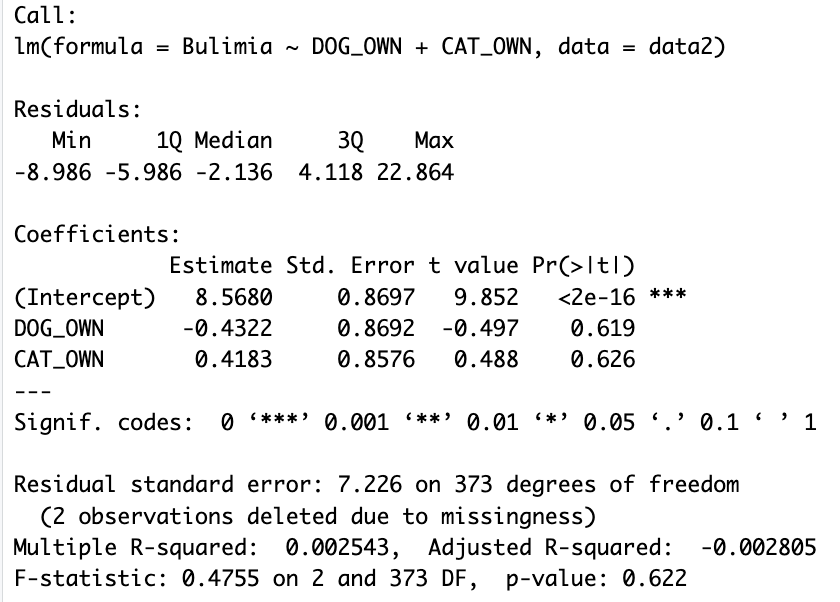 Call:
lm(formula = Bulimia ~ DOG_OWN + CAT_OWN, data = data2)
Residuals:
Min 1Q Median 3Q Max
-8.986 -5.986 -2.136 4.118 22.864
Coefficients:
Estimate Std. Error t value Pr(>|t|)
(Intercept) 8.5680 0.8697 9.852 <2e-16 ***
DOG_OWN -0.4322 0.8692 -0.497 0.619
CAT_OWN 0.4183 0.8576 0.488 0.626
---
Signif. codes: 0 ‘***’ 0.001 ‘**’ 0.01 ‘*’ 0.05 ‘.’ 0.1 ‘ ’ 1
Residual standard error: 7.226 on 373 degrees of freedom
(2 observations deleted due to missingness)
Multiple R-squared: 0.002543, Adjusted R-squared: -0.002805
F-statistic: 0.4755 on 2 and 373 DF, p-value: 0.622